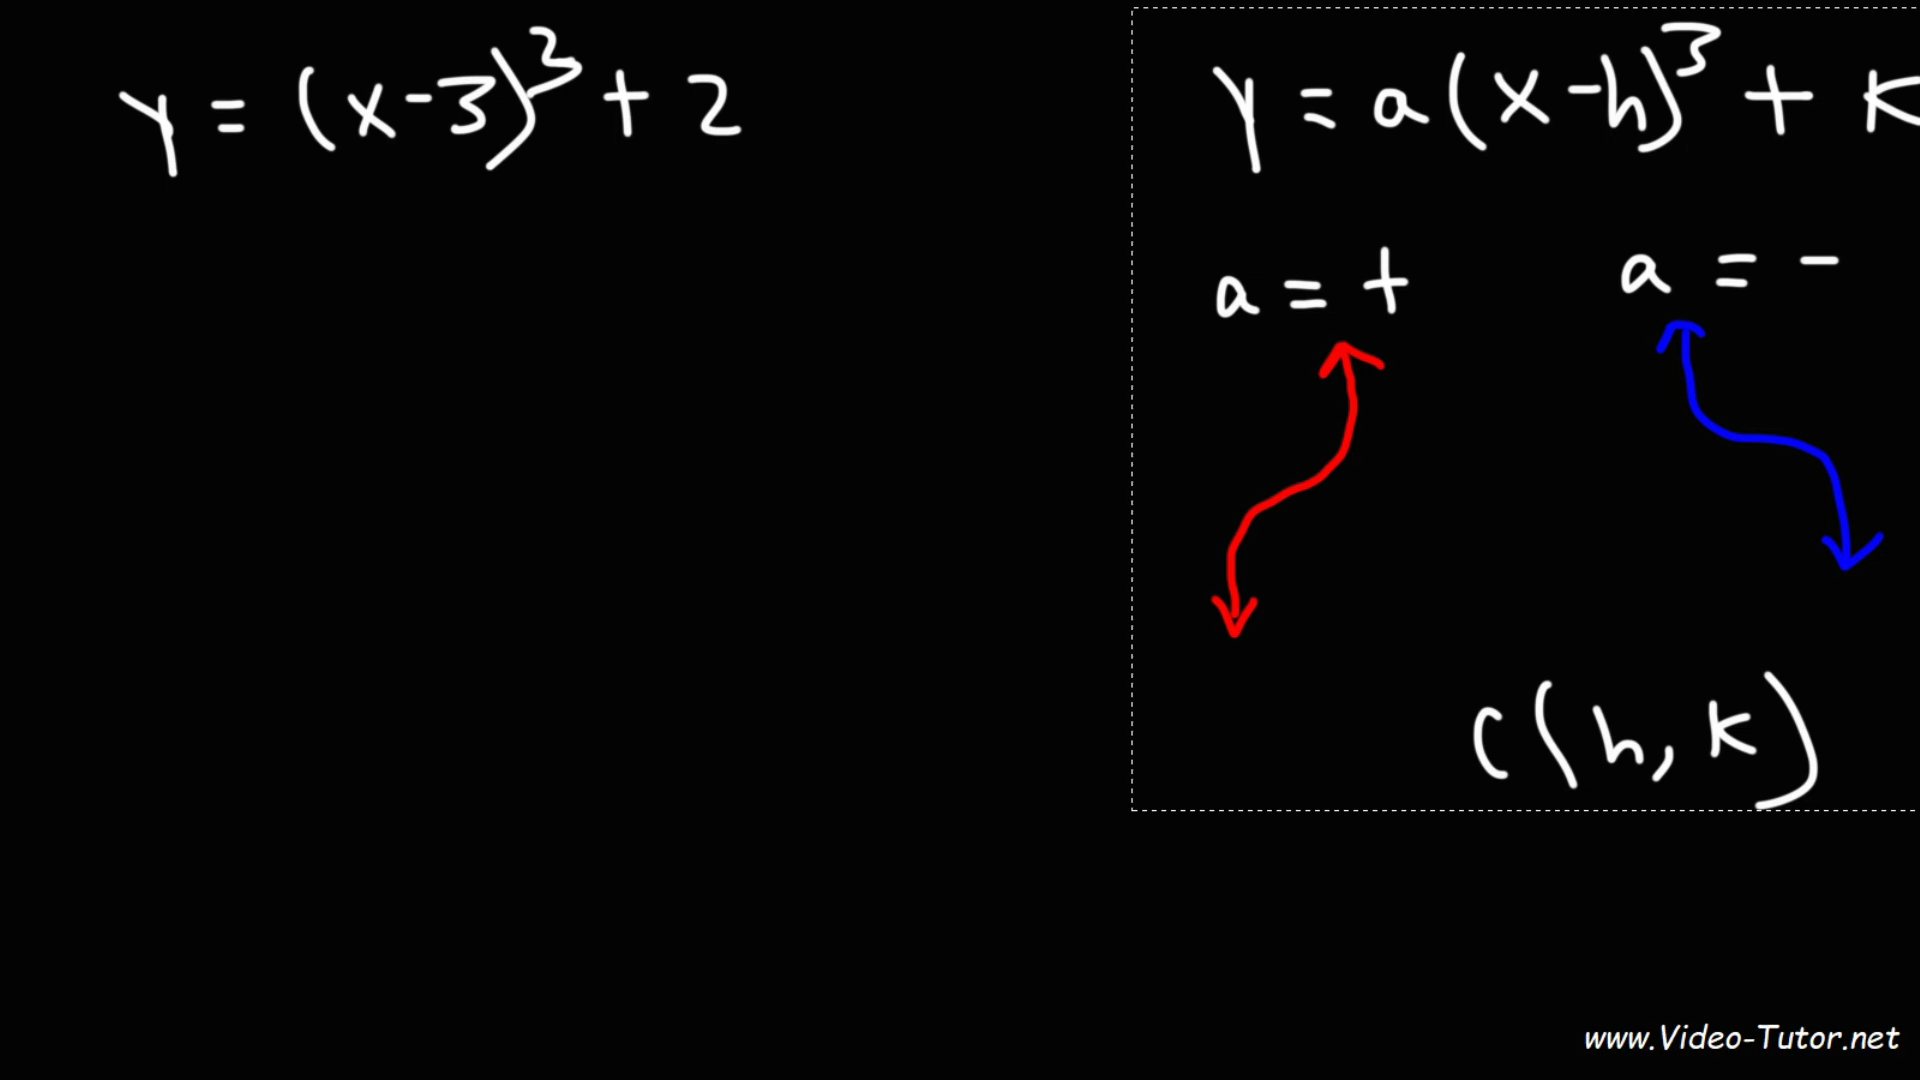 y = (x-3)³ + 2
y = a(x-h)³ + k
a = +
a = -
C(h, k)
www.Video-Tutor.net